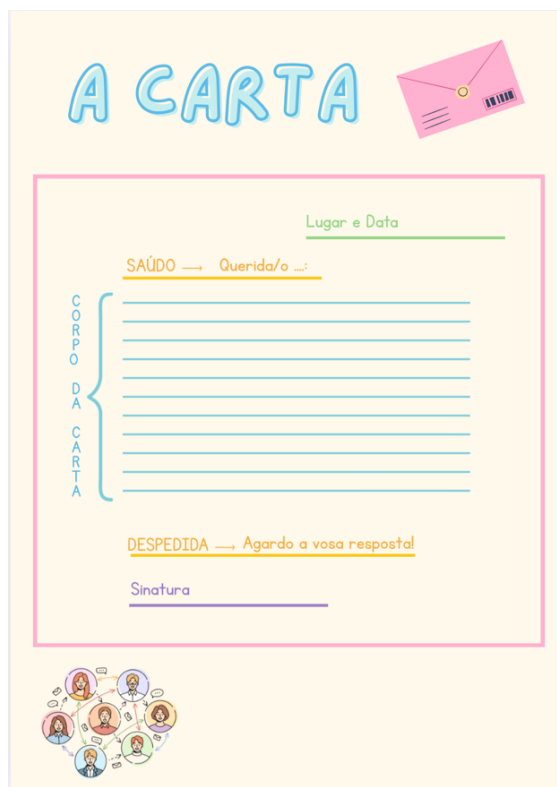 A CARTA
Lugar e Data
SAÚDO → Querida/o ....:
CORPO DA CARTA
DESPEDIDA → Agardo a vosa resposta!
Sinatura